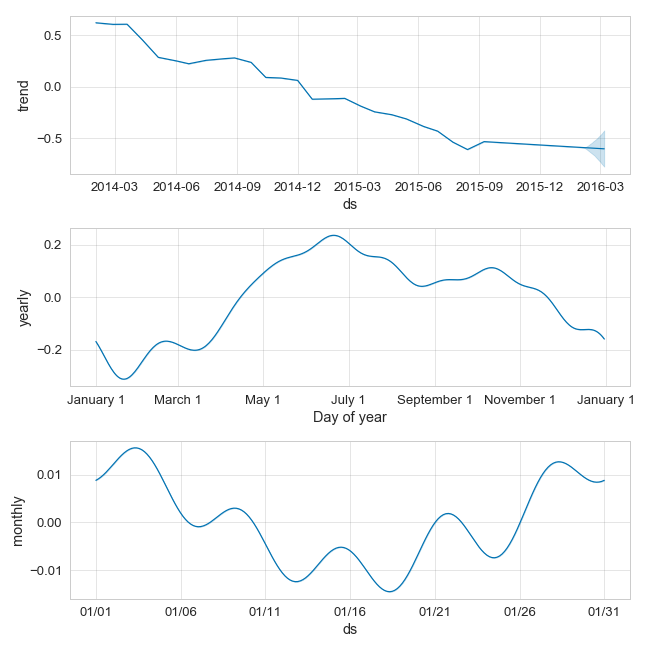 trend
0.5
0.0
−0.5
2014-03 2014-06 2014-09 2014-12 2015-03 2015-06 2015-09 2015-12 2016-03
ds
yearly
0.2
0.0
−0.2
January 1 March 1 May 1 July 1 September 1 November 1 January 1
Day of year
monthly
0.01
0.00
−0.01
01/01 01/06 01/11 01/16 01/21 01/26 01/31
ds